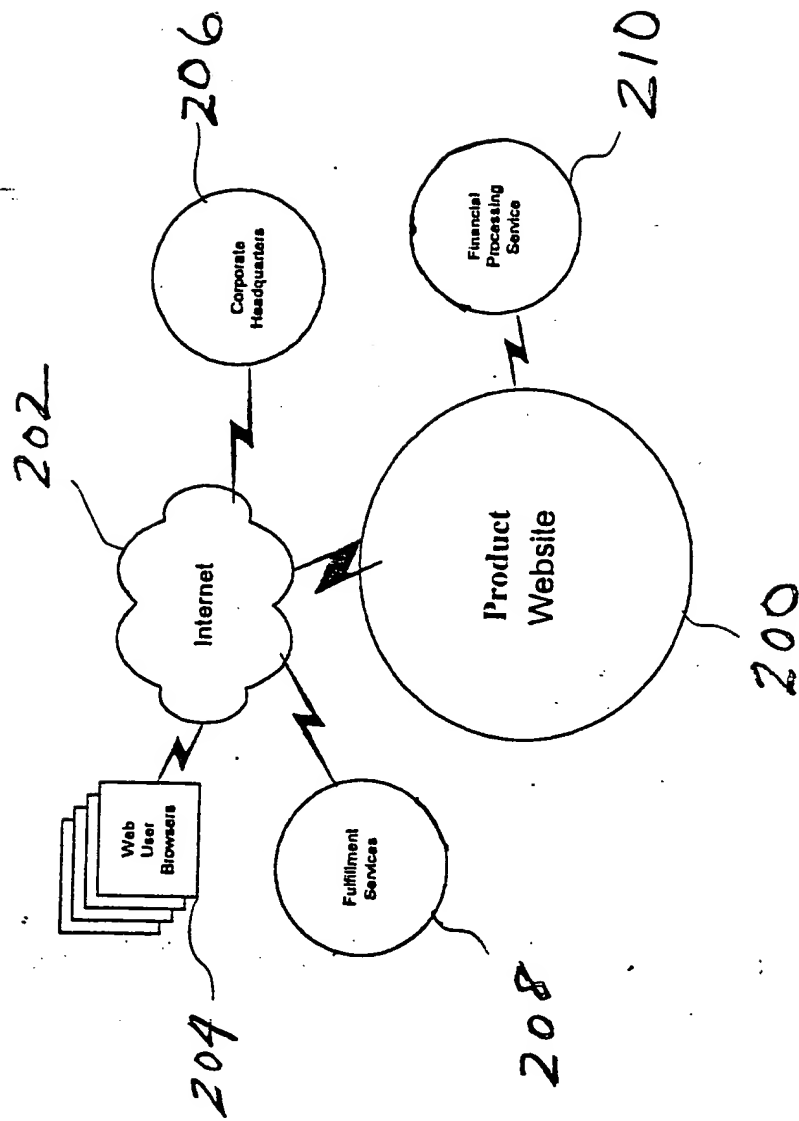 204
Web
User
Browsers
202
Internet
206
Corporate
Headquarters
208
Fulfillment
Services
Product
Website
200
Financial
Processing
Service
210